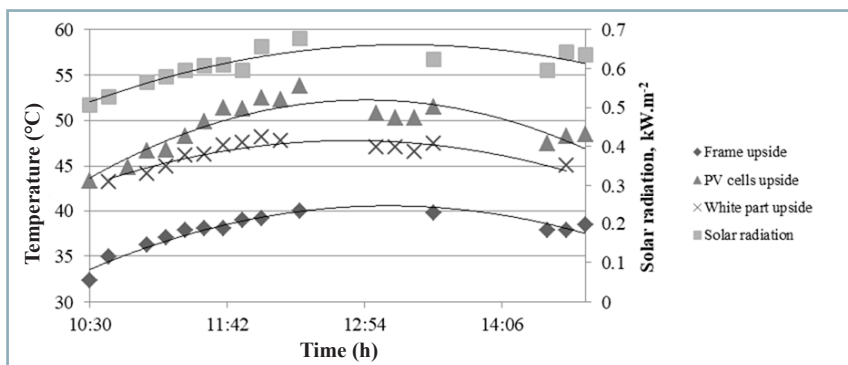 60
55
50
45
40
35
30
Temperature (°C)
0.7
0.6
0.5
0.4
0.3
0.2
0.1
0
Solar radiation, kW.m-2
10:30
11:42
12:54
14:06
Time (h)
Frame upside
PV cells upside
White part upside
Solar radiation